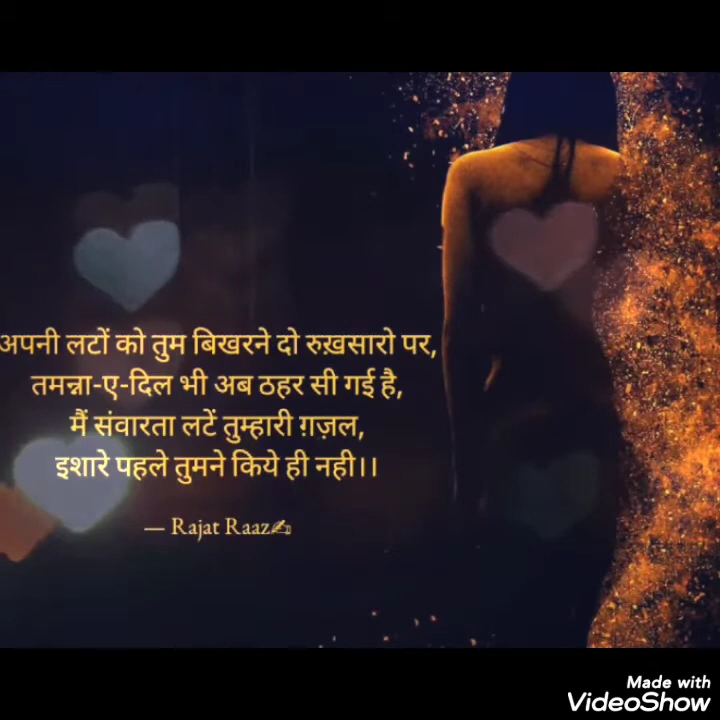 अपनी लटों को तुम बिखरने दो रुख़सारो पर,
तमन्ना-ए-दिल भी अब ठहर सी गई है,
मैं संवारता लटें तुम्हारी ग़ज़ल,
इशारे पहले तुमने किये ही नही।।
— Rajat Raaz✍
Made with
VideoShow